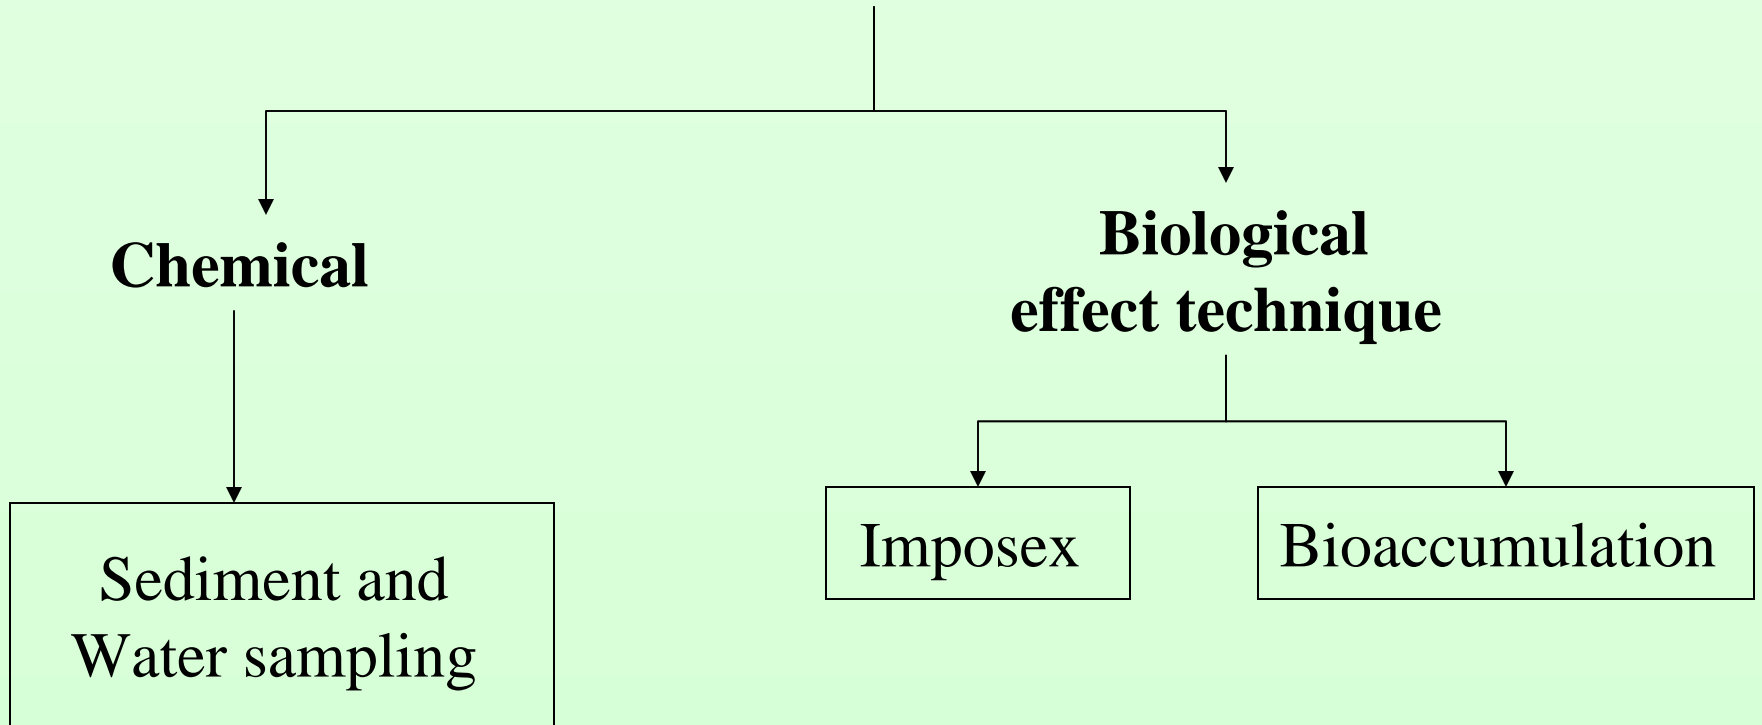 Chemical
Biological
effect technique
Sediment and
Water sampling
Imposex
Bioaccumulation